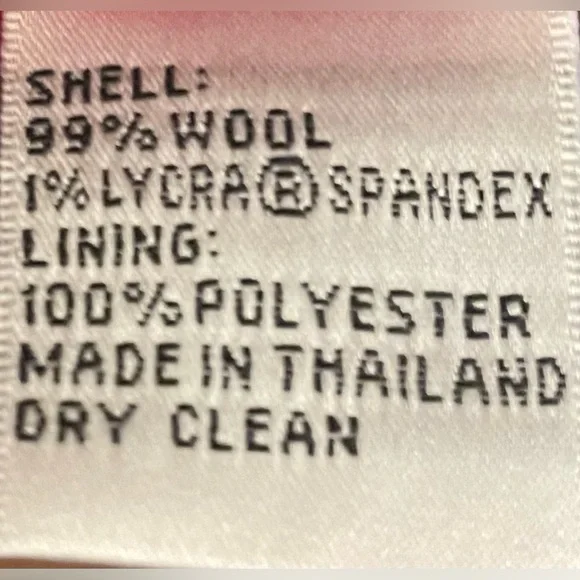 SHELL:
99% WOOL
1% LYCRA® SPANDEX
LINING:
100% POLYESTER
MADE IN THAILAND
DRY CLEAN